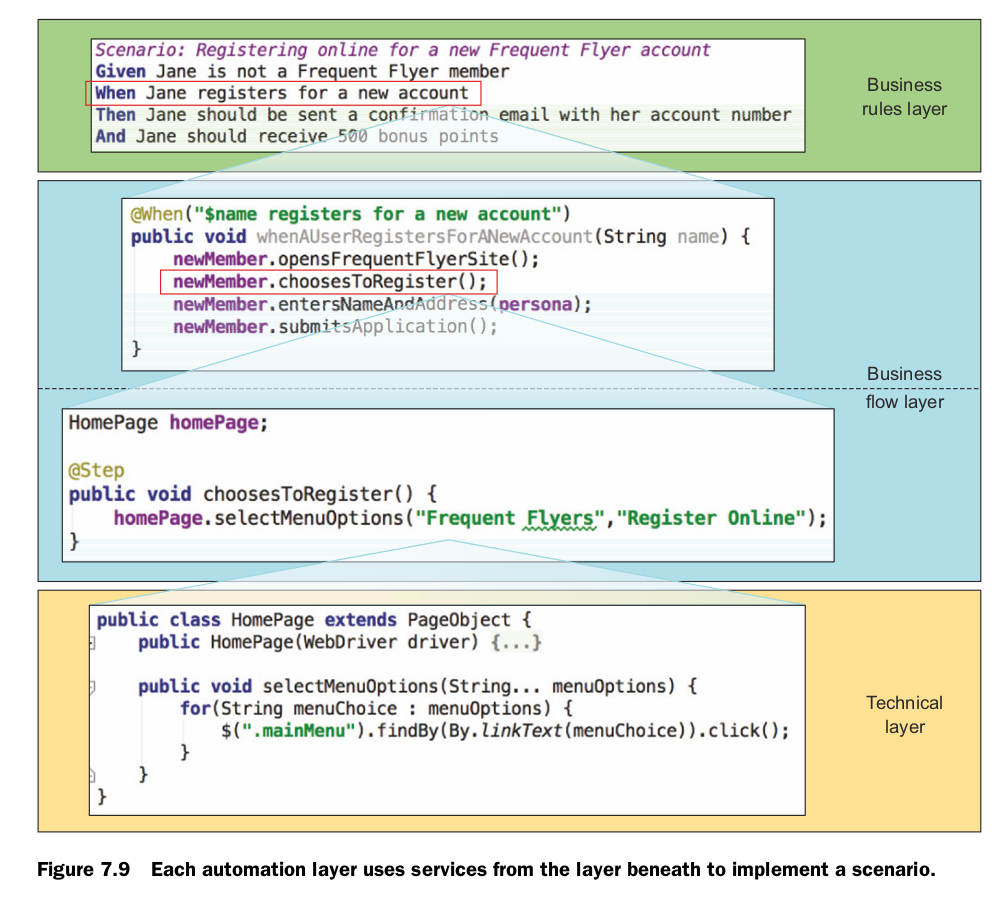 Scenario: Registering online for a new Frequent Flyer account
Given Jane is not a Frequent Flyer member
When Jane registers for a new account
Then Jane should be sent a confirmation email with her account number
And Jane should receive 500 bonus points
Business
rules layer
@When("$name registers for a new account")
public void whenAUserRegistersForANewAccount(String name) {
newMember.opensFrequentFlyerSite();
newMember.choosesToRegister();
newMember.entersNameAndAddress(persona);
newMember.submitsApplication();
}
Business
flow layer
HomePage homePage;
@Step
public void choosesToRegister() {
homePage.selectMenuOptions("Frequent Flyers","Register Online");
}
public class HomePage extends PageObject {
public HomePage(WebDriver driver) {...}
public void selectMenuOptions(String... menuOptions) {
for(String menuChoice : menuOptions) {
$(".mainMenu").findBy(By.linkText(menuChoice)).click();
}
}
}
Technical
layer
Figure 7.9 Each automation layer uses services from the layer beneath to implement a scenario.